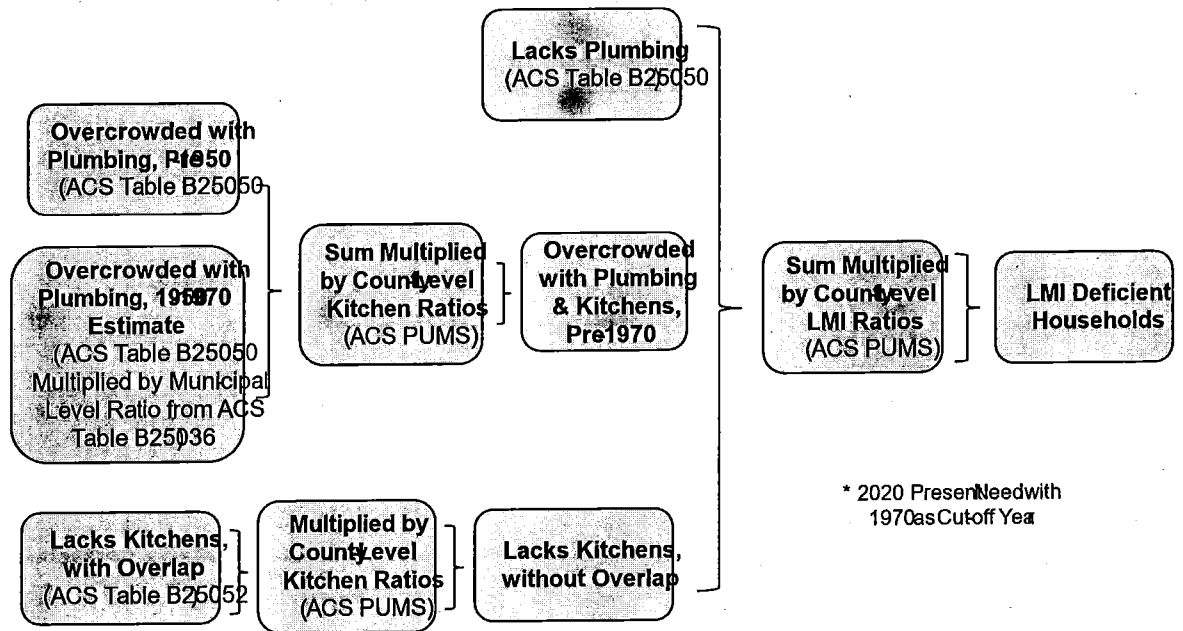 Lacks Plumbing
(ACS Table B25050)
Overcrowded with
Plumbing, Pre-1950
(ACS Table B25050
Overcrowded with
Plumbing, 1950-1970
Estimate
(ACS Table B25050
Multiplied by Municipal
Level Ratio from ACS
Table B25036)
Sum Multiplied
by County-Level
Kitchen Ratios
(ACS PUMS)
Overcrowded
with Plumbing
& Kitchens,
Pre1970
Sum Multiplied
by County-Level
LMI Ratios
(ACS PUMS)
LMI Deficient
Households
Lacks Kitchens,
with Overlap
(ACS Table B25052)
Multiplied by
County-Level
Kitchen Ratios
(ACS PUMS)
Lacks Kitchens,
without Overlap
* 2020 Present Need with
1970 as Cut-off Year